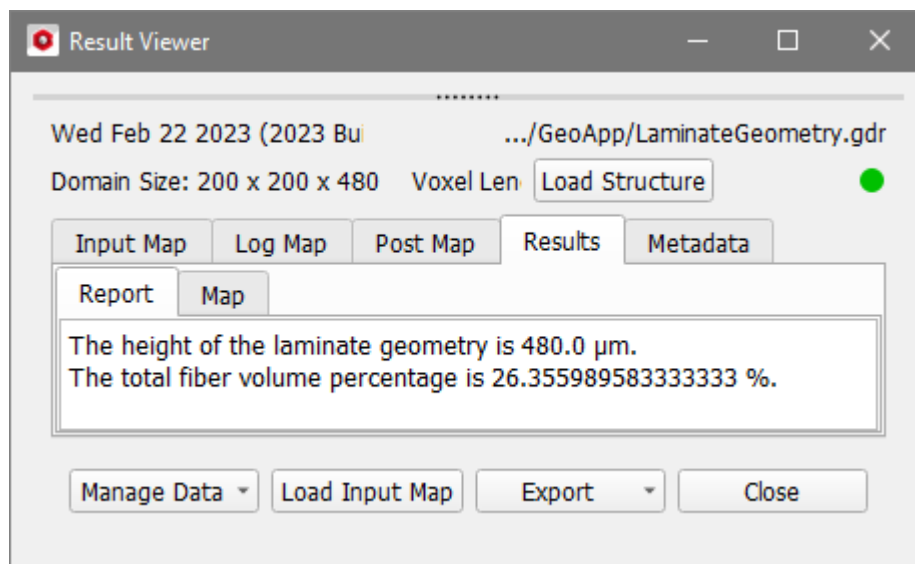 Result Viewer
Wed Feb 22 2023 (2023 Bui .../GeoApp/LaminateGeometry.gdr
Domain Size: 200 x 200 x 480 Voxel Len Load Structure
Input Map Log Map Post Map Results Metadata
Report Map
The height of the laminate geometry is 480.0 µm.
The total fiber volume percentage is 26.355989583333333 %.
Manage Data Load Input Map Export Close